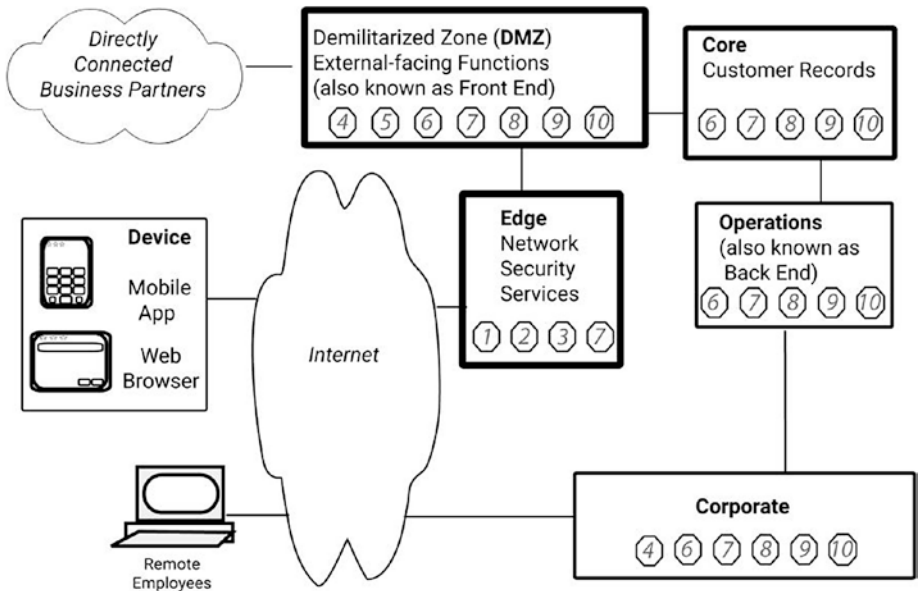 Directly
Connected
Business Partners
Demilitarized Zone (DMZ)
External-facing Functions
(also known as Front End)
4 5 6 7 8 9 10
Core
Customer Records
6 7 8 9 10
Device
Mobile
App
Web
Browser
Internet
Edge
Network
Security
Services
1 2 3 7
Operations
(also known as
Back End)
6 7 8 9 10
Remote
Employees
Corporate
4 6 7 8 9 10